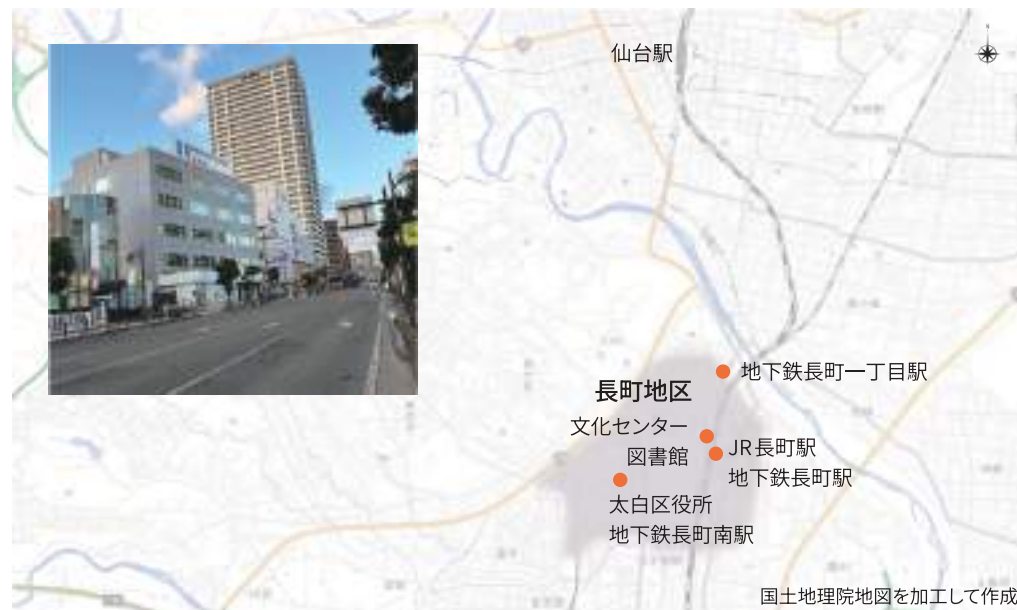 仙台駅
地下鉄長町一丁目駅
長町地区
文化センター
図書館
JR長町駅
地下鉄長町駅
太白区役所
地下鉄長町南駅
国土地理院地図を加工して作成